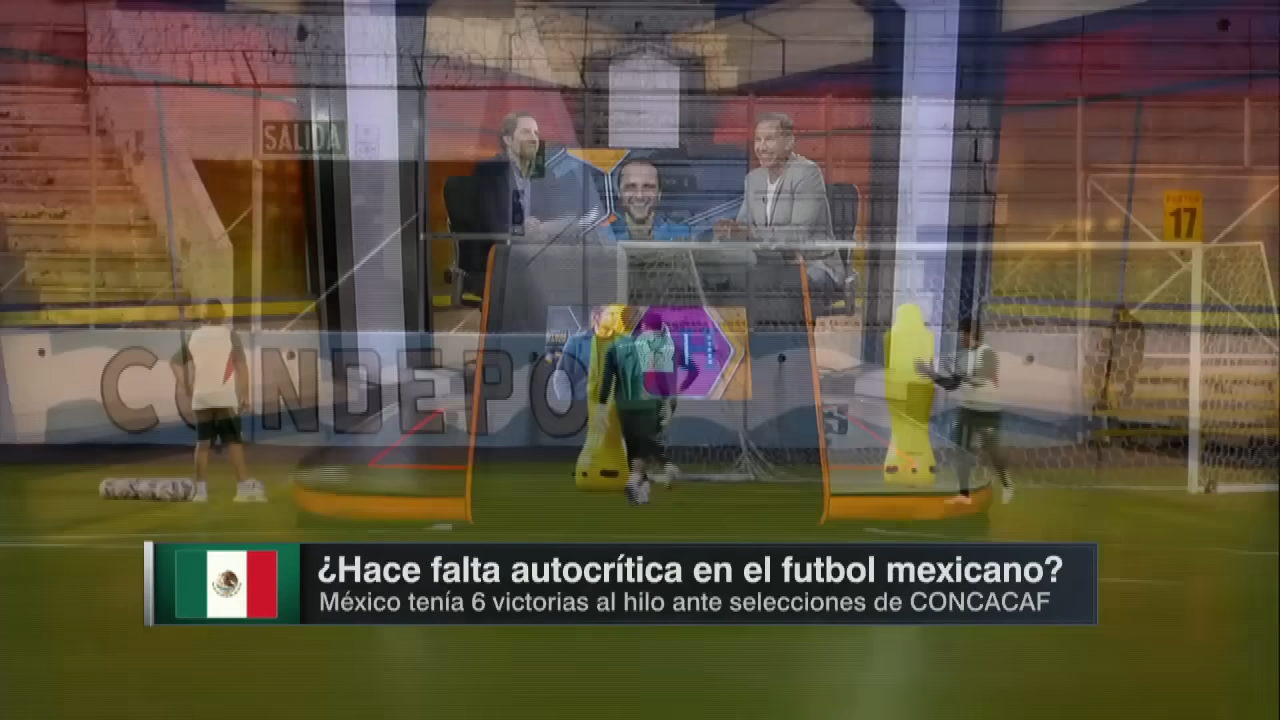 SALIDA
17
CONDEPO
¿Hace falta autocrítica en el futbol mexicano?
México tenía 6 victorias al hilo ante selecciones de CONCACAF